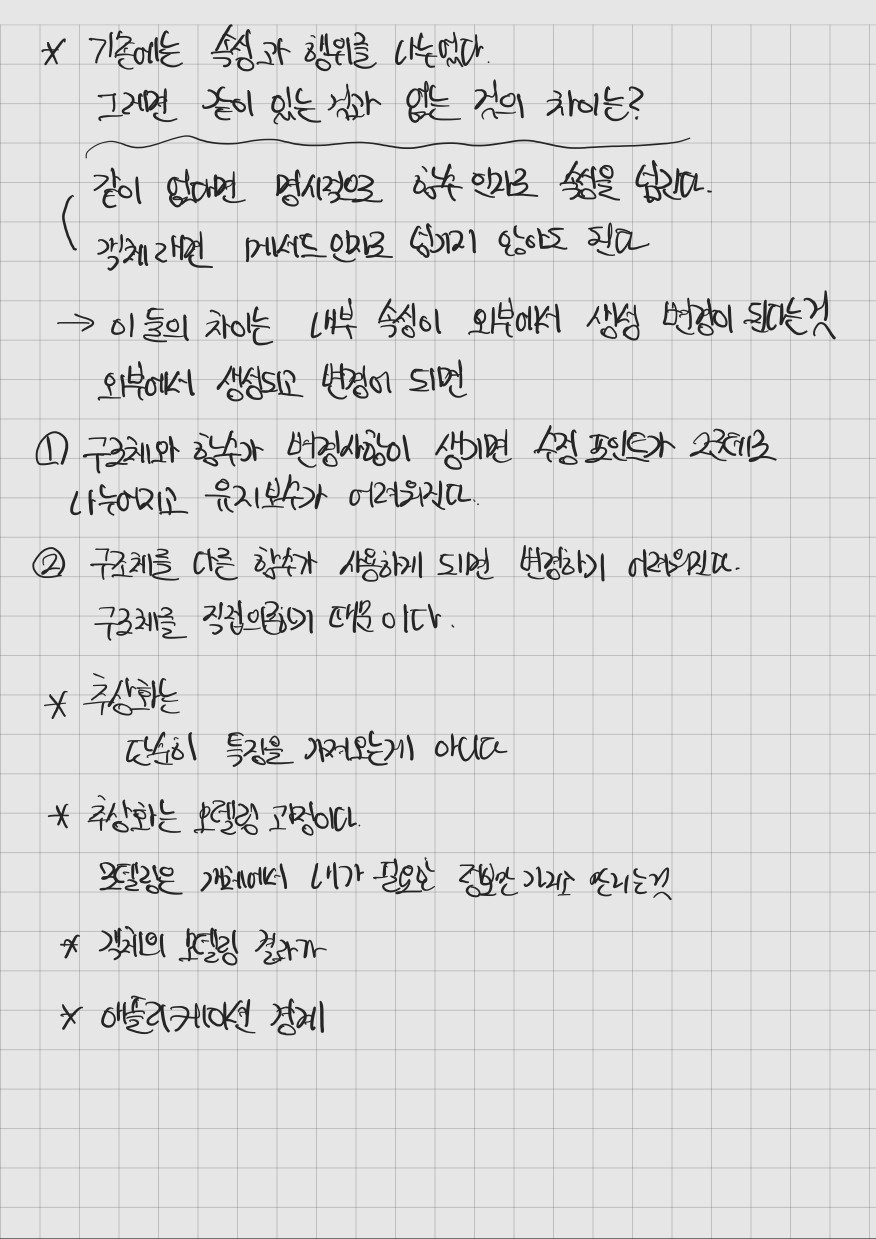 * 기존에는 속성과 행위를 나누었다.
그러면 같이 있는 것과 없는 것의 차이는?
같이 없다면 명시적으로 함수 인자로 속성을 넘긴다.
객체라면 메서드 인자로 넘기지 않아도 된다
→ 이들의 차이는 내부 속성이 외부에서 생성 변경이 된다는것
외부에서 생성되고 변경이 되면
① 구조체와 함수가 변경사항이 생기면 수정 포인트가 2군데로
나누어지고 유지보수가 어려워진다.
② 구조체를 다른 함수가 사용하게 되면 변경하기 어려워진다.
구조체를 직접의존하기 때문이다.
* 추상화는
단순히 특징을 가져오는게 아니다
* 추상화는 모델링 과정이다.
모델링은 객체에서 내가 필요한 정보만 가지고 만드는것
* 객체의 모델링 결과가
* 애플리케이션 경계